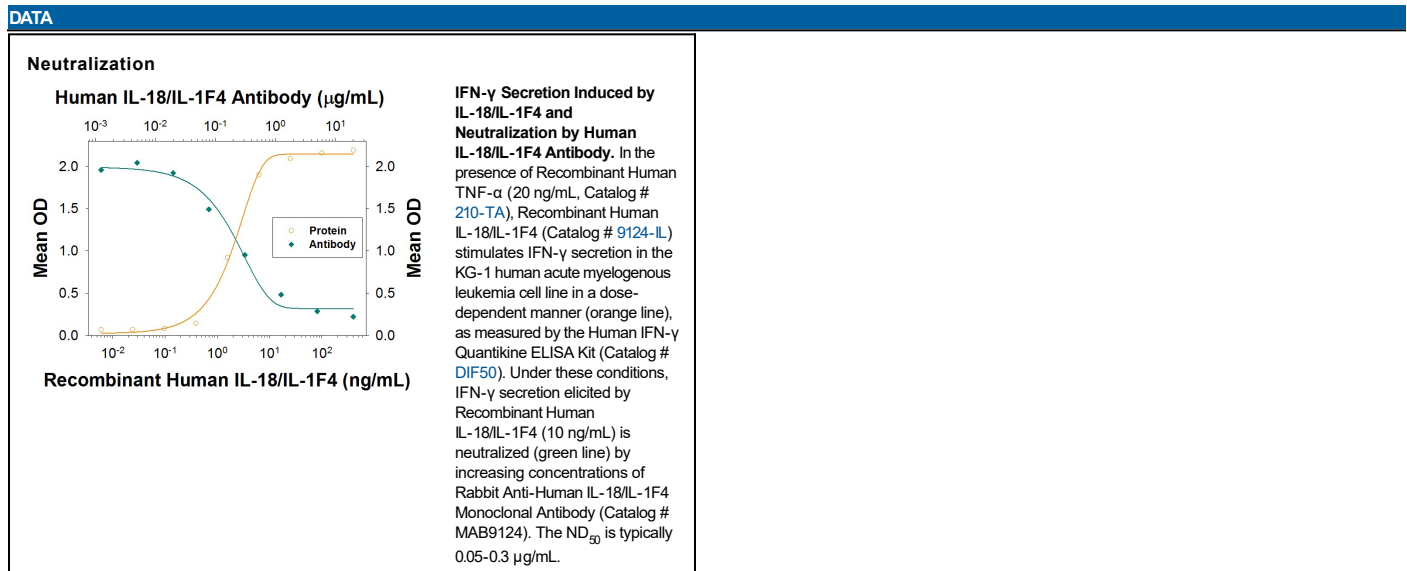 DATA
Neutralization
Human IL-18/IL-1F4 Antibody (μg/mL)
10-3 10-2 10-1 100 101
2.0 2.0
1.5 1.5
1.0 1.0
0.5 0.5
0.0 0.0
Mean OD
Mean OD
Protein
Antibody
10-2 10-1 100 101 102
Recombinant Human IL-18/IL-1F4 (ng/mL)
IFN-γ Secretion Induced by
IL-18/IL-1F4 and
Neutralization by Human
IL-18/IL-1F4 Antibody. In the
presence of Recombinant Human
TNF-α (20 ng/mL, Catalog #
210-TA), Recombinant Human
IL-18/IL-1F4 (Catalog # 9124-IL)
stimulates IFN-γ secretion in the
KG-1 human acute myelogenous
leukemia cell line in a dose-
dependent manner (orange line),
as measured by the Human IFN-γ
Quantikine ELISA Kit (Catalog #
DIF50). Under these conditions,
IFN-γ secretion elicited by
Recombinant Human
IL-18/IL-1F4 (10 ng/mL) is
neutralized (green line) by
increasing concentrations of
Rabbit Anti-Human IL-18/IL-1F4
Monoclonal Antibody (Catalog #
MAB9124). The ND50 is typically
0.05-0.3 μg/mL.